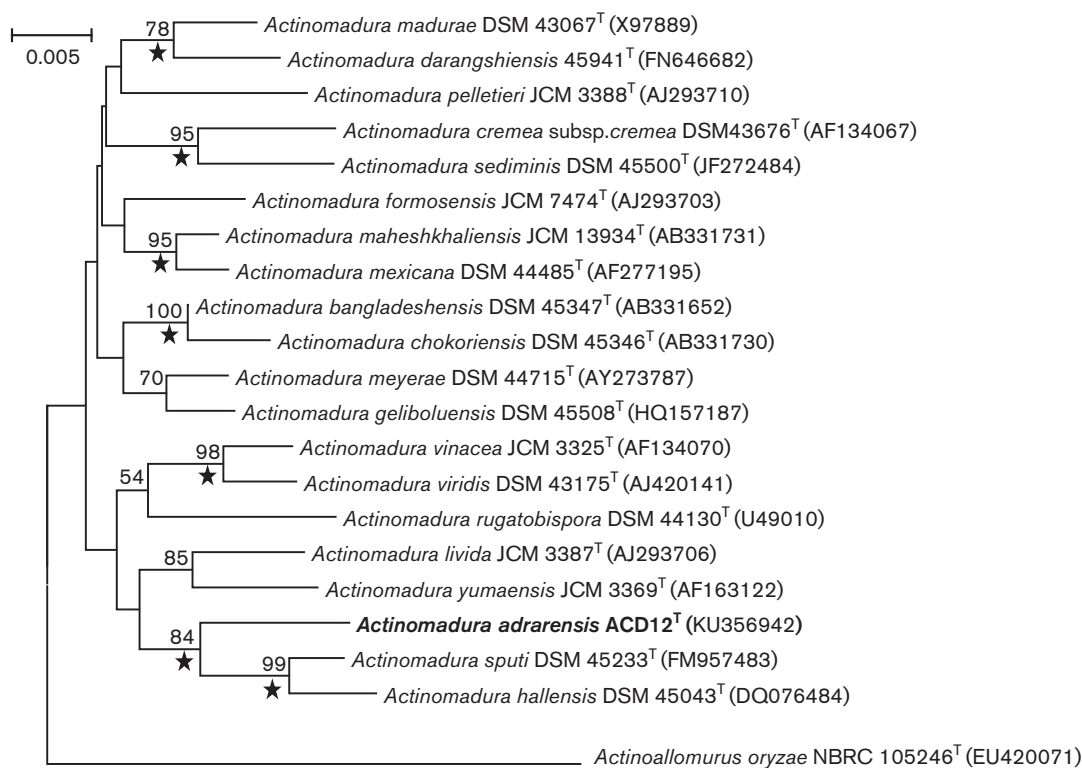 78
Actinomadura madurae DSM 43067T (X97889)
★
0.005
Actinomadura darangshiensis 45941T (FN646682)
Actinomadura pelletieri JCM 3388T (AJ293710)
95
Actinomadura cremea subsp.cremea DSM43676T (AF134067)
★
Actinomadura sediminis DSM 45500T (JF272484)
Actinomadura formosensis JCM 7474T (AJ293703)
95
Actinomadura maheshkhaliensis JCM 13934T (AB331731)
★
Actinomadura mexicana DSM 44485T (AF277195)
100
Actinomadura bangladeshensis DSM 45347T (AB331652)
★
Actinomadura chokoriensis DSM 45346T (AB331730)
70
Actinomadura meyerae DSM 44715T (AY273787)
Actinomadura geliboluensis DSM 45508T (HQ157187)
98
Actinomadura vinacea JCM 3325T (AF134070)
★
54
Actinomadura viridis DSM 43175T (AJ420141)
Actinomadura rugatobispora DSM 44130T (U49010)
85
Actinomadura livida JCM 3387T (AJ293706)
Actinomadura yumaensis JCM 3369T (AF163122)
84
Actinomadura adrarensis ACD12T (KU356942)
★
99
Actinomadura sputi DSM 45233T (FM957483)
★
Actinomadura hallensis DSM 45043T (DQ076484)
Actinoallomurus oryzae NBRC 105246T (EU420071)